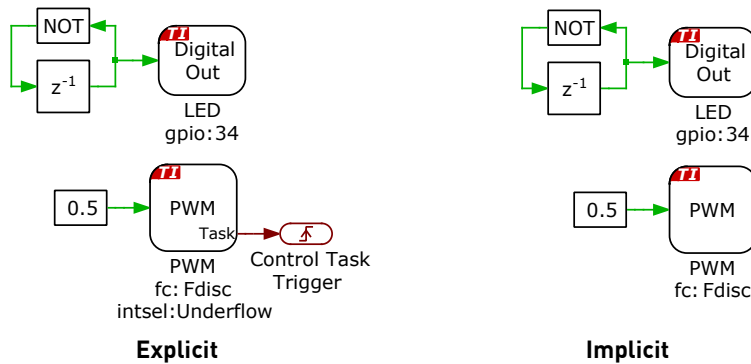 NOT
z-1
TI
Digital
Out
LED
gpio:34
0.5
TI
PWM
Task
PWM
fc: Fdisc
intsel:Underflow
Control Task
Trigger
Explicit
NOT
z-1
TI
Digital
Out
LED
gpio:34
0.5
TI
PWM
PWM
fc: Fdisc
Implicit